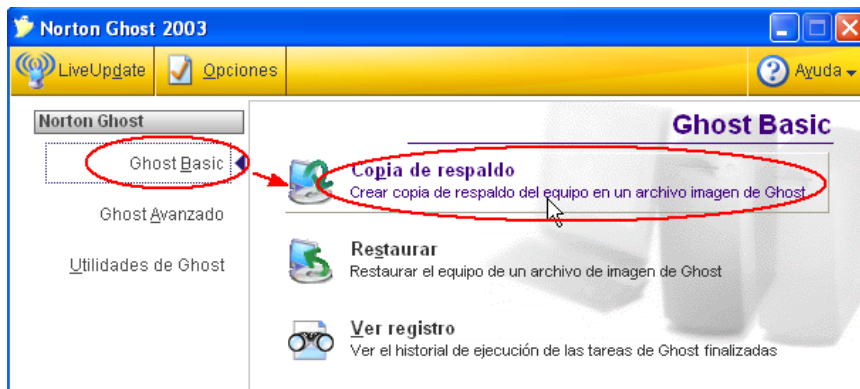 Norton Ghost 2003
LiveUpdate
Opciones
Ayuda
Norton Ghost
Ghost Basic
Ghost Avanzado
Utilidades de Ghost
Ghost Basic
Copia de respaldo
Crear copia de respaldo del equipo en un archivo imagen de Ghost
Restaurar
Restaurar el equipo de un archivo de imagen de Ghost
Ver registro
Ver el historial de ejecución de las tareas de Ghost finalizadas